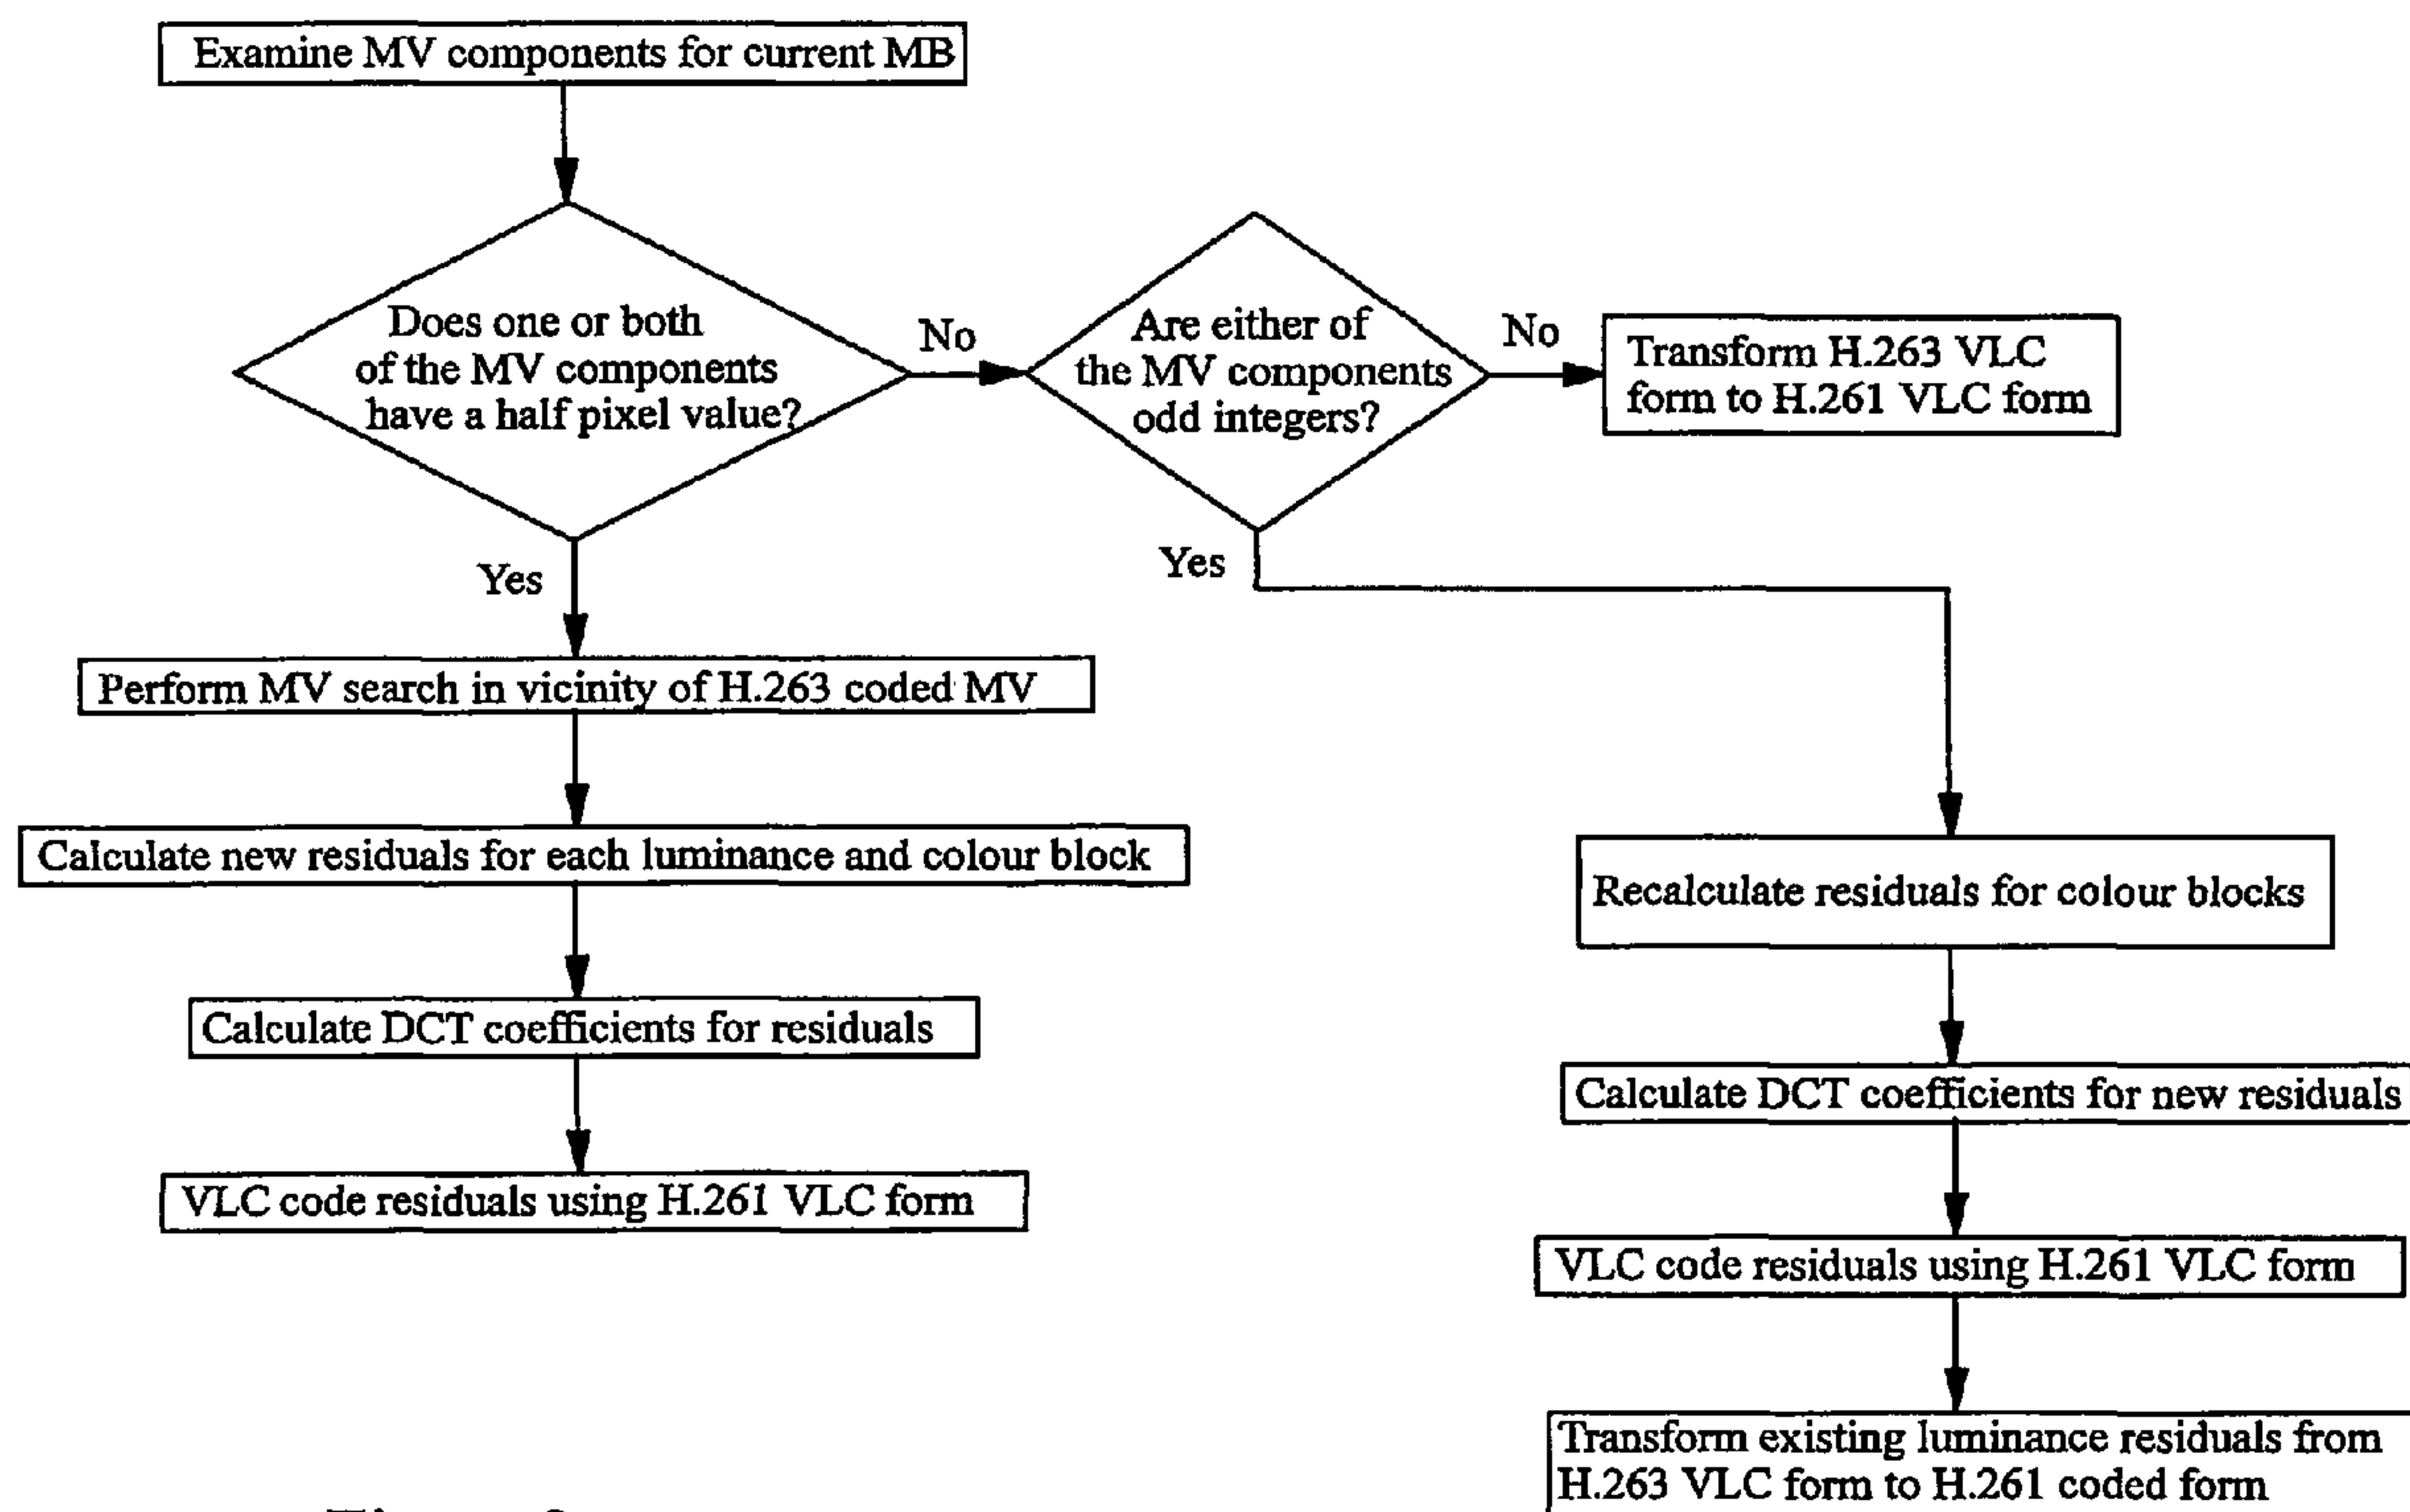 Examine MV components for current MB
Does one or both
of the MV components
have a half pixel value?
No
Are either of
the MV components
odd integers?
No
Transform H.263 VLC
form to H.261 VLC form
Yes
Yes
Perform MV search in vicinity of H.263 coded MV
Calculate new residuals for each luminance and colour block
Calculate DCT coefficients for residuals
VLC code residuals using H.261 VLC form
Recalculate residuals for colour blocks
Calculate DCT coefficients for new residuals
VLC code residuals using H.261 VLC form
Transform existing luminance residuals from
H.263 VLC form to H.261 coded form